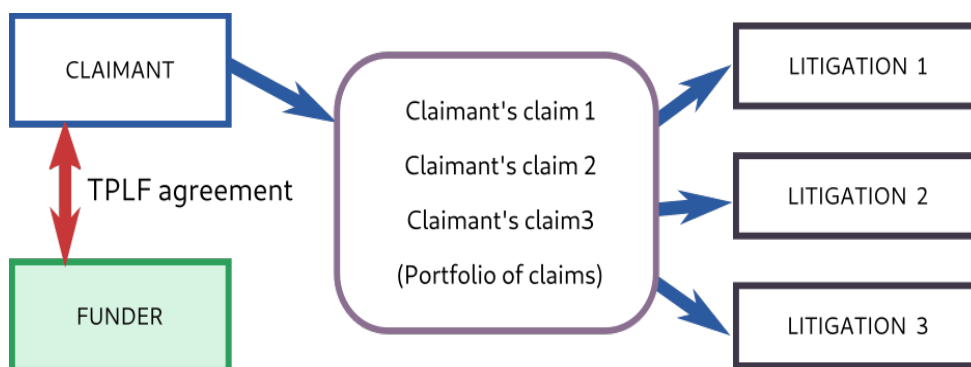 CLAIMANT
TPLF agreement
FUNDER
Claimant's claim 1
Claimant's claim 2
Claimant's claim3
(Portfolio of claims)
LITIGATION 1
LITIGATION 2
LITIGATION 3